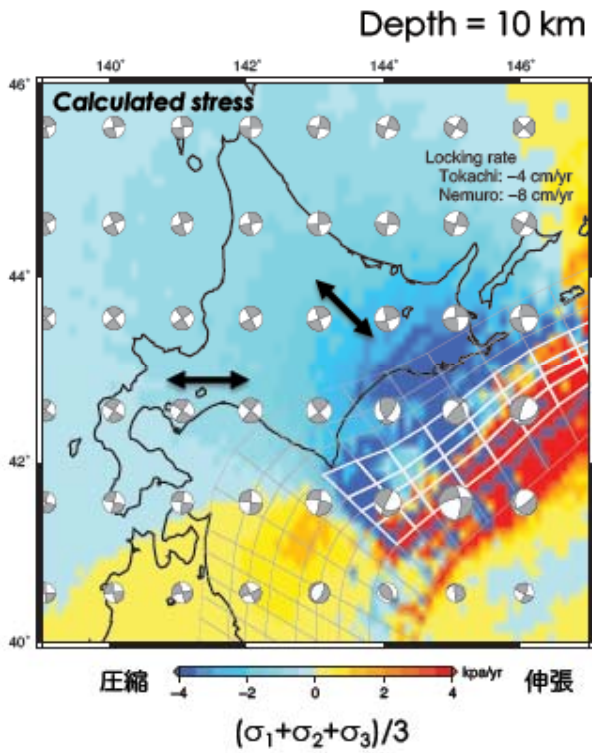 Depth = 10 km
140° 142° 144° 146°
46°
Calculated stress
Locking rate
Tokachi: −4 cm/yr
Nemuro: −8 cm/yr
44°
42°
40°
圧縮 −4 −2 0 2 4 kpa/yr 伸張
(σ1+σ2+σ3)/3